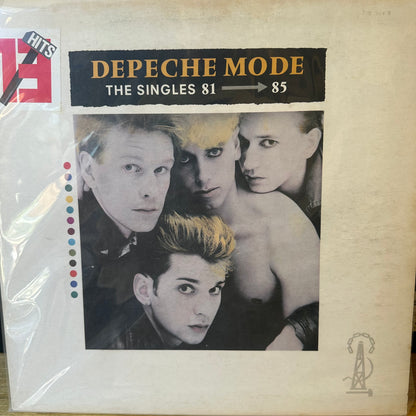 13
HITS
DEPECHE MODE
THE SINGLES 81 → 85